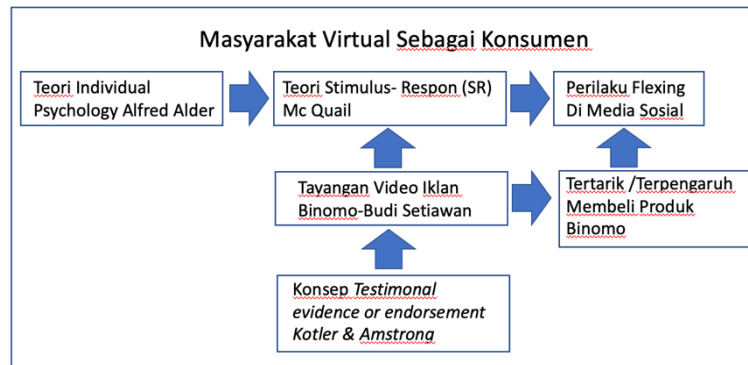 Masyarakat Virtual Sebagai Konsumen
Teori Individual
Psychology Alfred Alder
Teori Stimulus- Respon (SR)
Mc Quail
Perilaku Flexing
Di Media Sosial
Tayangan Video Iklan
Binomo-Budi Setiawan
Tertarik /Terpengaruh
Membeli Produk
Binomo
Konsep Testimonal
evidence or endorsement
Kotler & Amstrong